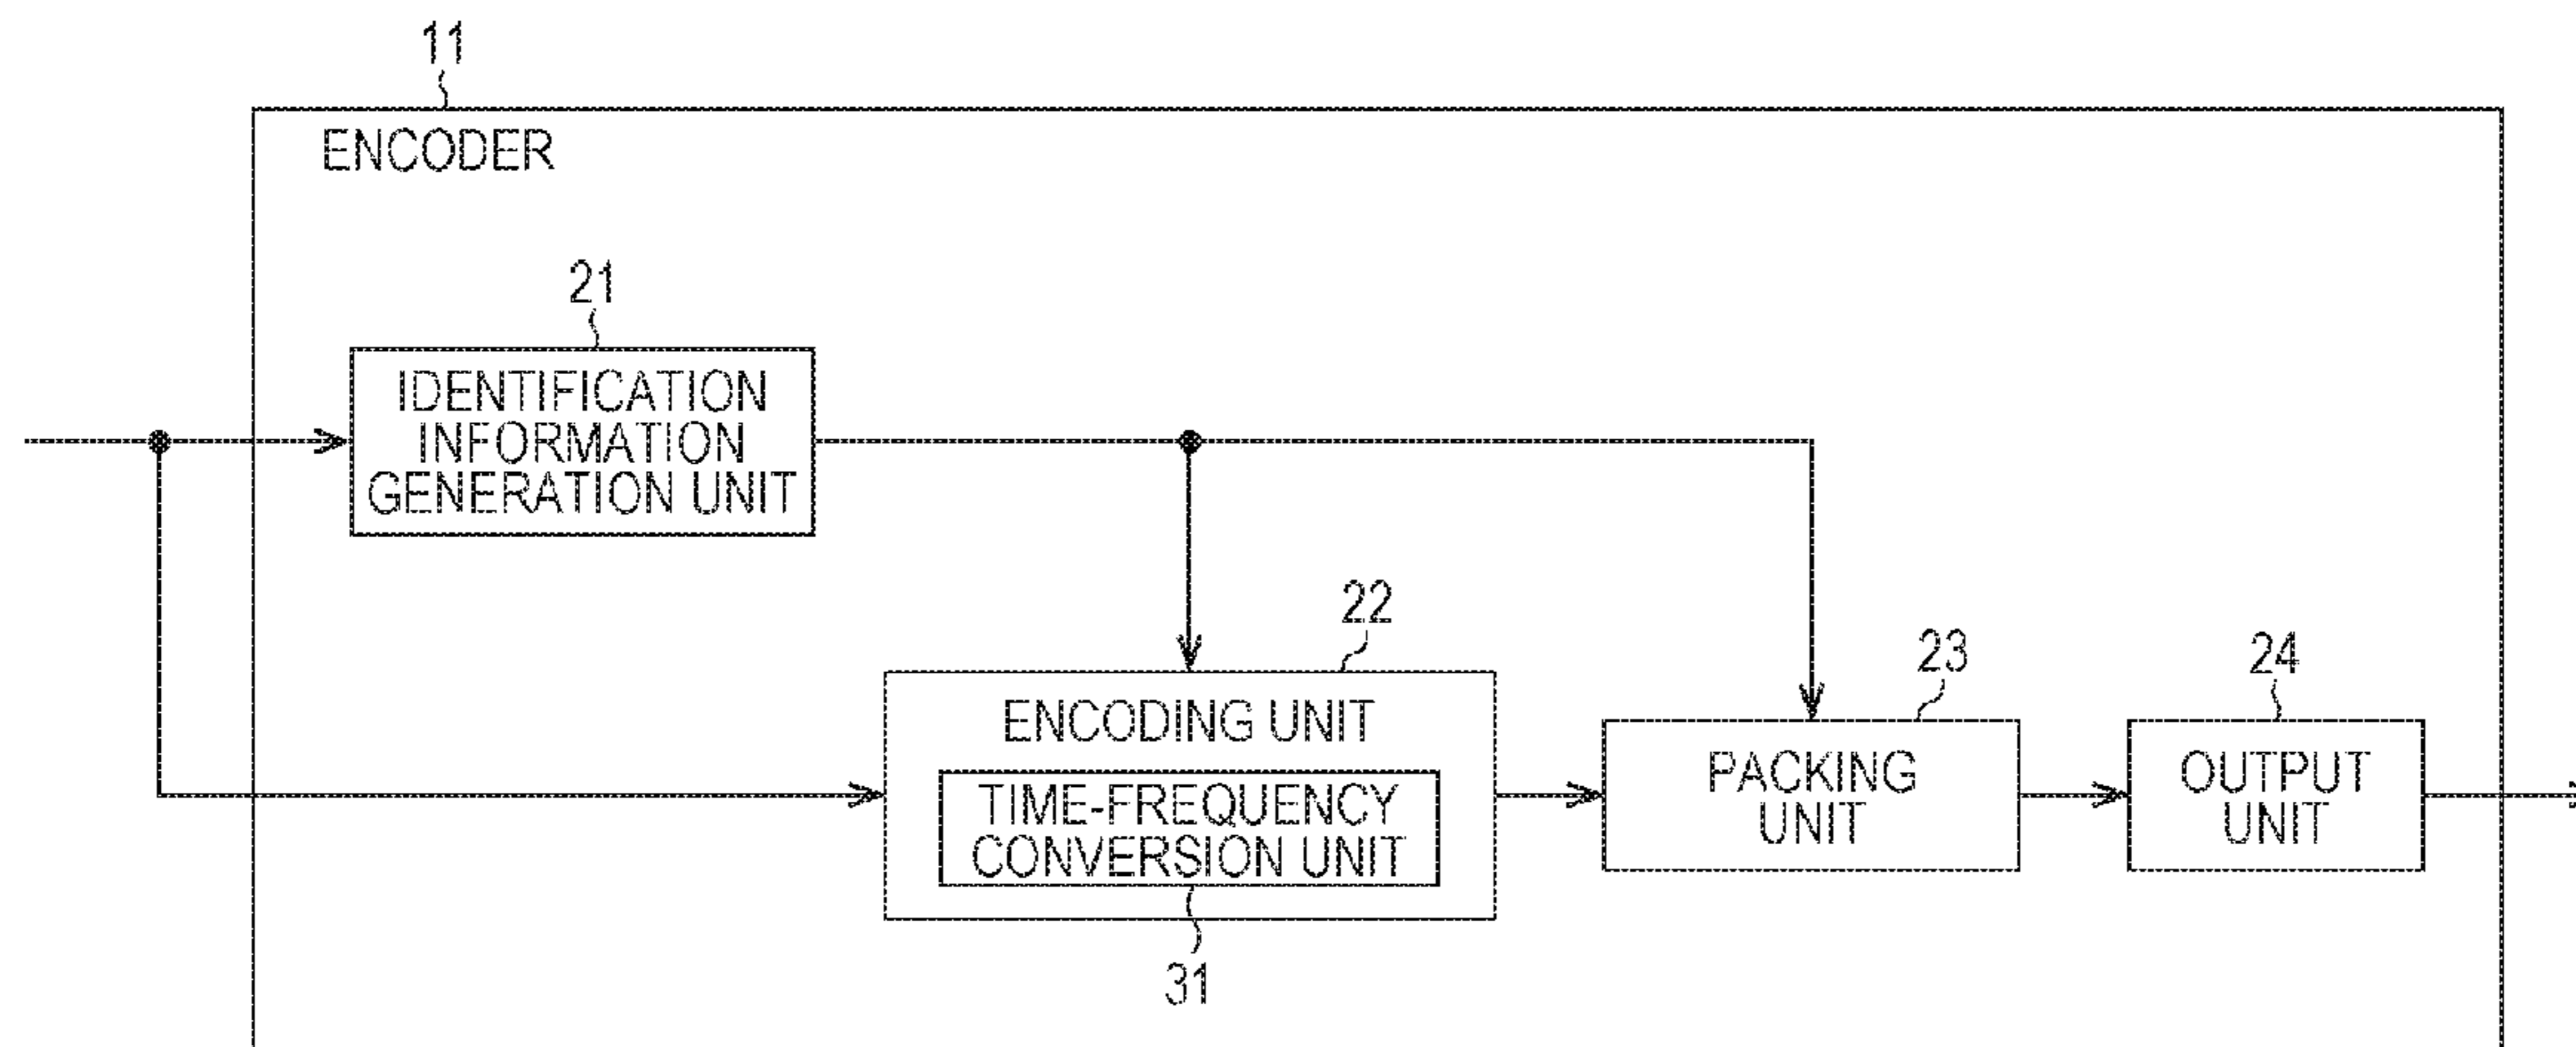 11
ENCODER
21
IDENTIFICATION
INFORMATION
GENERATION UNIT
22
ENCODING UNIT
TIME-FREQUENCY
CONVERSION UNIT
31
23
PACKING
UNIT
24
OUTPUT
UNIT